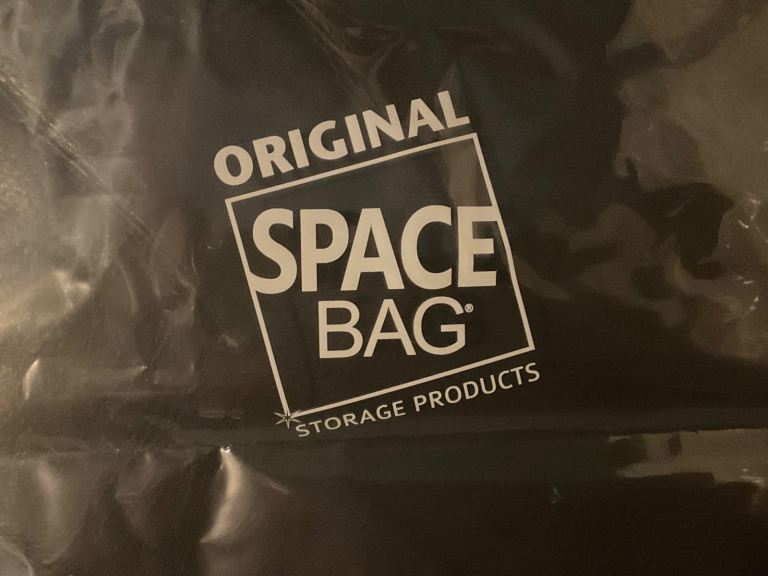 ORIGINAL
SPACE
BAG®
STORAGE PRODUCTS